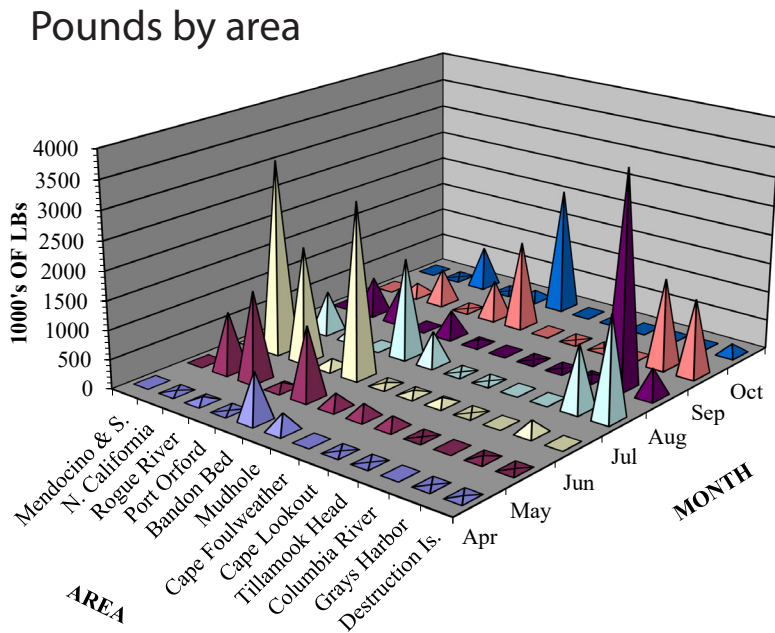 Pounds by area
4000
3500
3000
2500
2000
1500
1000
500
0
1000's OF LBs
Mendocino & S.
N. California
Rogue River
Port Orford
Bandon Bed
Mudhole
Cape Foulweather
Cape Lookout
Tillamook Head
Columbia River
Grays Harbor
Destruction Is.
AREA
Apr
May
Jun
Jul
Aug
Sep
Oct
MONTH